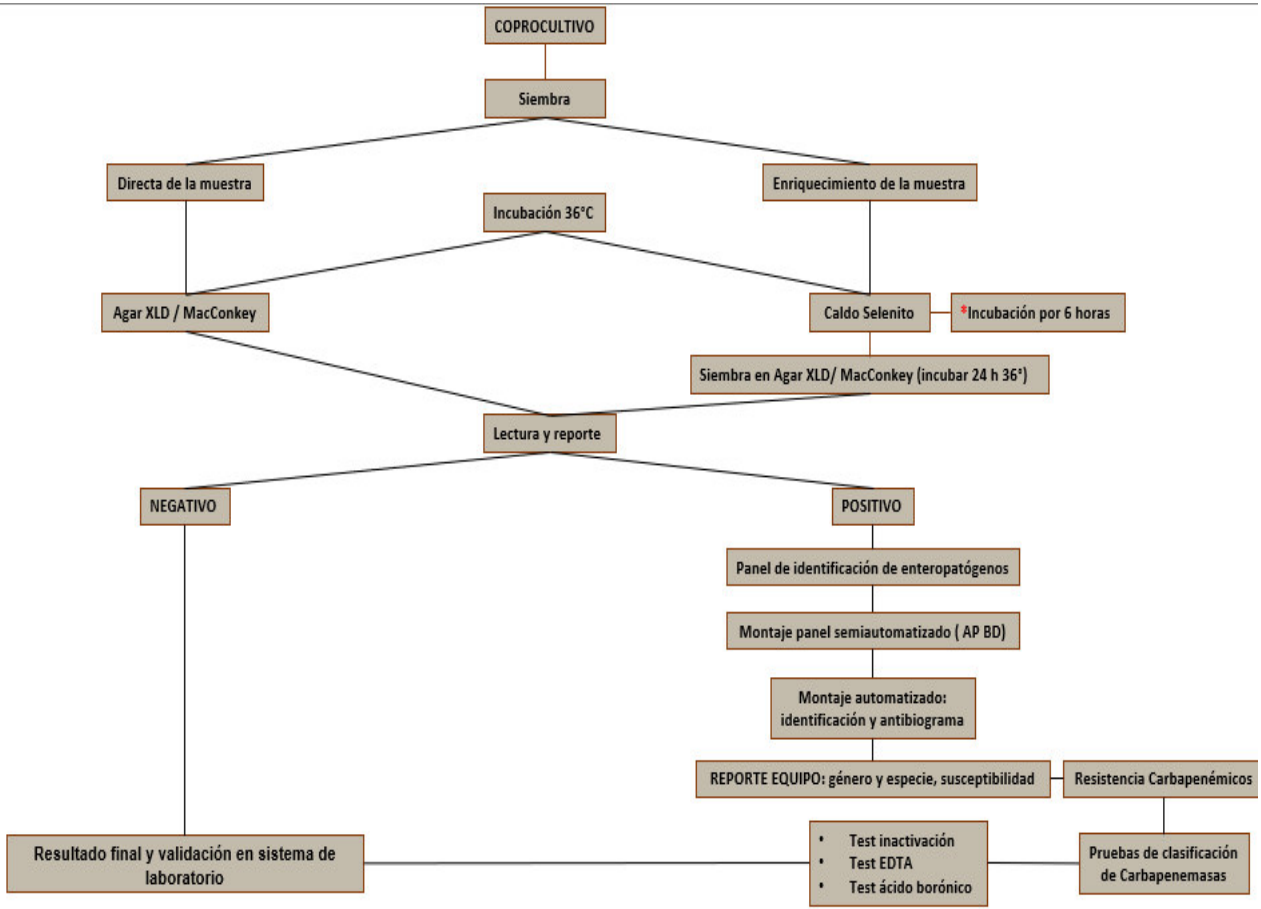 COPROCULTIVO
Siembra
Directa de la muestra
Enriquecimiento de la muestra
Incubación 36°C
Agar XLD / MacConkey
Caldo Selenito
*Incubación por 6 horas
Siembra en Agar XLD/ MacConkey (incubar 24 h 36°)
Lectura y reporte
NEGATIVO
POSITIVO
Panel de identificación de enteropatógenos
Montaje panel semiautomatizado ( AP BD)
Montaje automatizado:
identificación y antibiograma
REPORTE EQUIPO: género y especie, susceptibilidad
Resistencia Carbapenémicos
Resultado final y validación en sistema de
laboratorio
• Test inactivación
• Test EDTA
• Test ácido borónico
Pruebas de clasificación
de Carbapenemasas